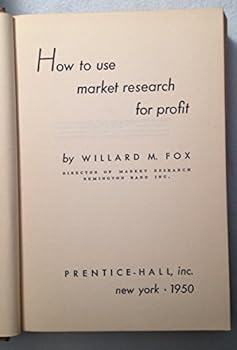 How to use
market research
for profit
by WILLARD M. FOX
DIRECTOR OF MARKET RESEARCH
REMINGTON RAND INC.
PRENTICE-HALL, inc.
new york · 1950